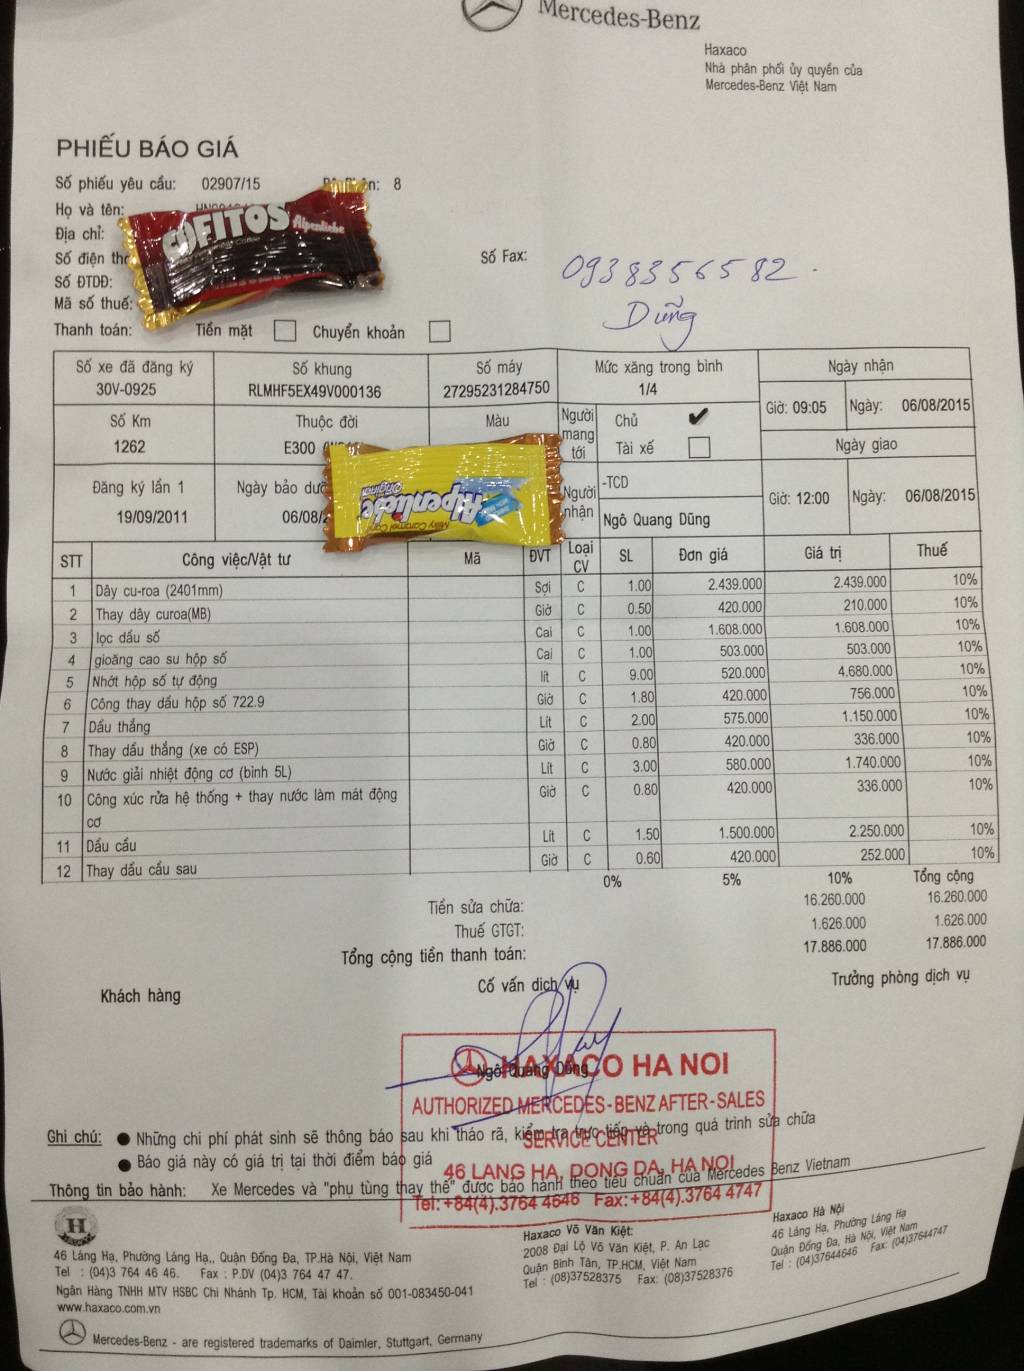 Mercedes-Benz
Haxaco
Nhà phân phối ủy quyền của
Mercedes-Benz Việt Nam
PHIẾU BÁO GIÁ
Số phiếu yêu cầu: 02907/15 8
Họ và tên:
Địa chỉ:
COFITOS Alpenliebe
Số điện Số Fax: 0938356582
Số ĐTDĐ: Dũng
Mã số thuế:
Thanh toán: Tiền mặt Chuyển khoản
Số xe đã đăng ký Số khung Số máy Mức xăng trong bình Ngày nhận
30V-0925 RLMHF5EX49V000136 27295231284750 1/4
Giờ: 09:05 Ngày: 06/08/2015
Số Km Thuộc đời Màu Người mang tới Chủ ✔
1262 E300 Tài xế Ngày giao
Đăng ký lần 1 Ngày bảo Người nhận -TCD
Alpenliebe Original
Milky Caramel
19/09/2011 06/08/ Ngô Quang Dũng Giờ: 12:00 Ngày: 06/08/2015
STT Công việc/Vật tư Mã ĐVT Loại CV SL Đơn giá Giá trị Thuế
1 Dây cu-roa (2401mm) Sợi C 1.00 2.439.000 2.439.000 10%
2 Thay dây curoa(MB) Giờ C 0.50 420.000 210.000 10%
3 lọc dầu số Cai C 1.00 1.608.000 1.608.000 10%
4 gioăng cao su hộp số Cai C 1.00 503.000 503.000 10%
5 Nhớt hộp số tự động lít C 9.00 520.000 4.680.000 10%
6 Công thay dầu hộp số 722.9 Giờ C 1.80 420.000 756.000 10%
7 Dầu thắng Lít C 2.00 575.000 1.150.000 10%
8 Thay dầu thắng (xe có ESP) Giờ C 0.80 420.000 336.000 10%
9 Nước giải nhiệt động cơ (bình 5L) Lít C 3.00 580.000 1.740.000 10%
10 Công xúc rửa hệ thống + thay nước làm mát động Giờ C 0.80 420.000 336.000 10%
cơ
11 Dầu cầu Lít C 1.50 1.500.000 2.250.000 10%
12 Thay dầu cầu sau Giờ C 0.60 420.000 252.000 10%
0% 5% 10% Tổng cộng
Tiền sửa chữa: 16.260.000 16.260.000
Thuế GTGT: 1.626.000 1.626.000
Tổng cộng tiền thanh toán: 17.886.000 17.886.000
Khách hàng Cố vấn dịch vụ Trưởng phòng dịch vụ
Ngô Quang Dũng
HAXACO HA NOI
AUTHORIZED MERCEDES-BENZ AFTER-SALES
SERVICE CENTER
46 LANG HA, DONG DA, HA NOI
Tel: +84(4).3764 4646 Fax: +84(4).3764 4747
Ghi chú: ● Những chi phí phát sinh sẽ thông báo sau khi tháo rã, kiểm tra trực tiếp và trong quá trình sửa chữa
● Báo giá này có giá trị tại thời điểm báo giá
Thông tin bảo hành: Xe Mercedes và "phụ tùng thay thế" được bảo hành theo tiêu chuẩn của Mercedes Benz Vietnam
H
46 Láng Hạ, Phường Láng Hạ,, Quận Đống Đa, TP.Hà Nội, Việt Nam
Tel : (04)3 764 46 46. Fax : P.DV (04)3 764 47 47.
Ngân Hàng TNHH MTV HSBC Chi Nhánh Tp. HCM, Tài khoản số 001-083450-041
www.haxaco.com.vn
Haxaco Võ Văn Kiệt:
2008 Đại Lộ Võ Văn Kiệt, P. An Lạc
Quận Bình Tân, TP.HCM, Việt Nam
Tel : (08)37528375 Fax: (08)37528376
Haxaco Hà Nội
46 Láng Hạ, Phường Láng Hạ
Quận Đống Đa, Hà Nội, Việt Nam
Tel : (04)37644646 Fax: (04)37644747
Mercedes-Benz - are registered trademarks of Daimler, Stuttgart, Germany